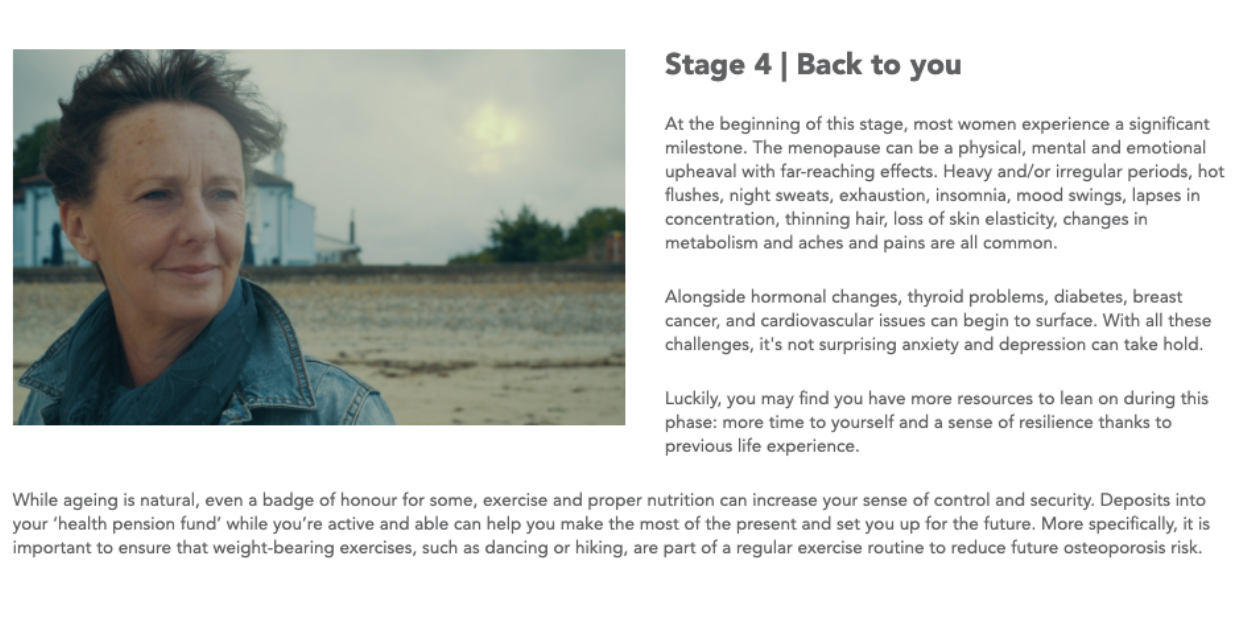 Stage 4 | Back to you
At the beginning of this stage, most women experience a significant
milestone. The menopause can be a physical, mental and emotional
upheaval with far-reaching effects. Heavy and/or irregular periods, hot
flushes, night sweats, exhaustion, insomnia, mood swings, lapses in
concentration, thinning hair, loss of skin elasticity, changes in
metabolism and aches and pains are all common.
Alongside hormonal changes, thyroid problems, diabetes, breast
cancer, and cardiovascular issues can begin to surface. With all these
challenges, it's not surprising anxiety and depression can take hold.
Luckily, you may find you have more resources to lean on during this
phase: more time to yourself and a sense of resilience thanks to
previous life experience.
While ageing is natural, even a badge of honour for some, exercise and proper nutrition can increase your sense of control and security. Deposits into
your ‘health pension fund’ while you’re active and able can help you make the most of the present and set you up for the future. More specifically, it is
important to ensure that weight-bearing exercises, such as dancing or hiking, are part of a regular exercise routine to reduce future osteoporosis risk.